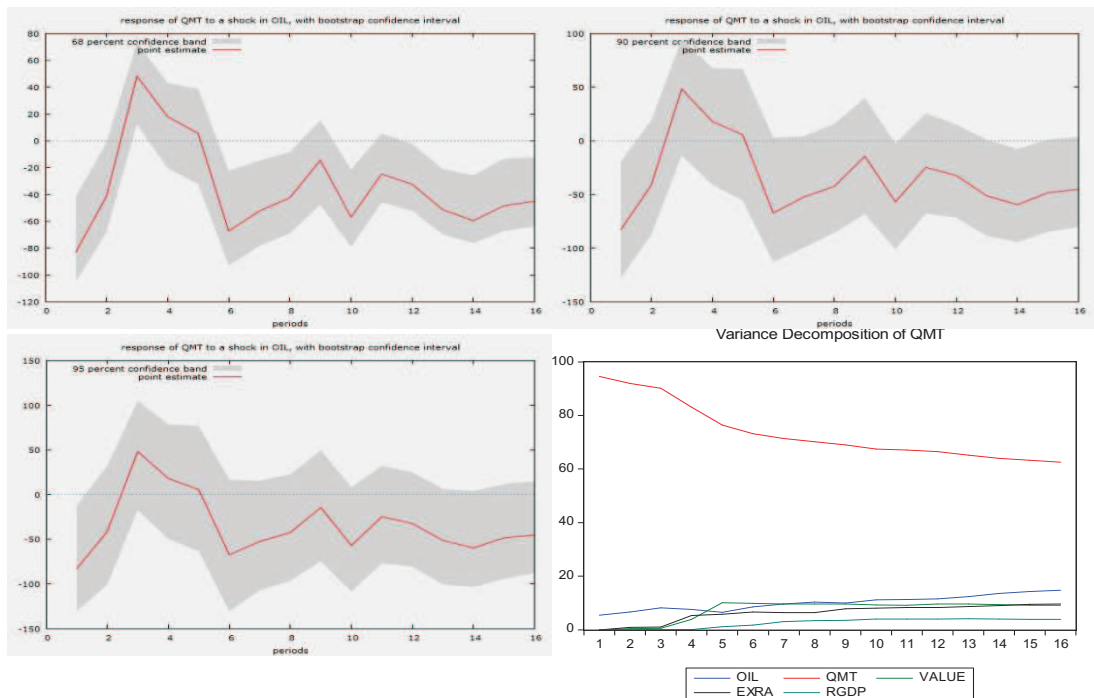 response of QMT to a shock in OIL, with bootstrap confidence interval
80
68 percent confidence band
point estimate
60
40
20
0
-20
-40
-60
-80
-100
-120
0 2 4 6 8 10 12 14 16
periods
response of QMT to a shock in OIL, with bootstrap confidence interval
100
90 percent confidence band
point estimate
50
0
-50
-100
-150
0 2 4 6 8 10 12 14 16
periods
response of QMT to a shock in OIL, with bootstrap confidence interval
150
95 percent confidence band
point estimate
100
50
0
-50
-100
-150
0 2 4 6 8 10 12 14 16
periods
Variance Decomposition of QMT
100
80
60
40
20
0
1 2 3 4 5 6 7 8 9 10 11 12 13 14 15 16
OIL QMT VALUE
EXRA RGDP